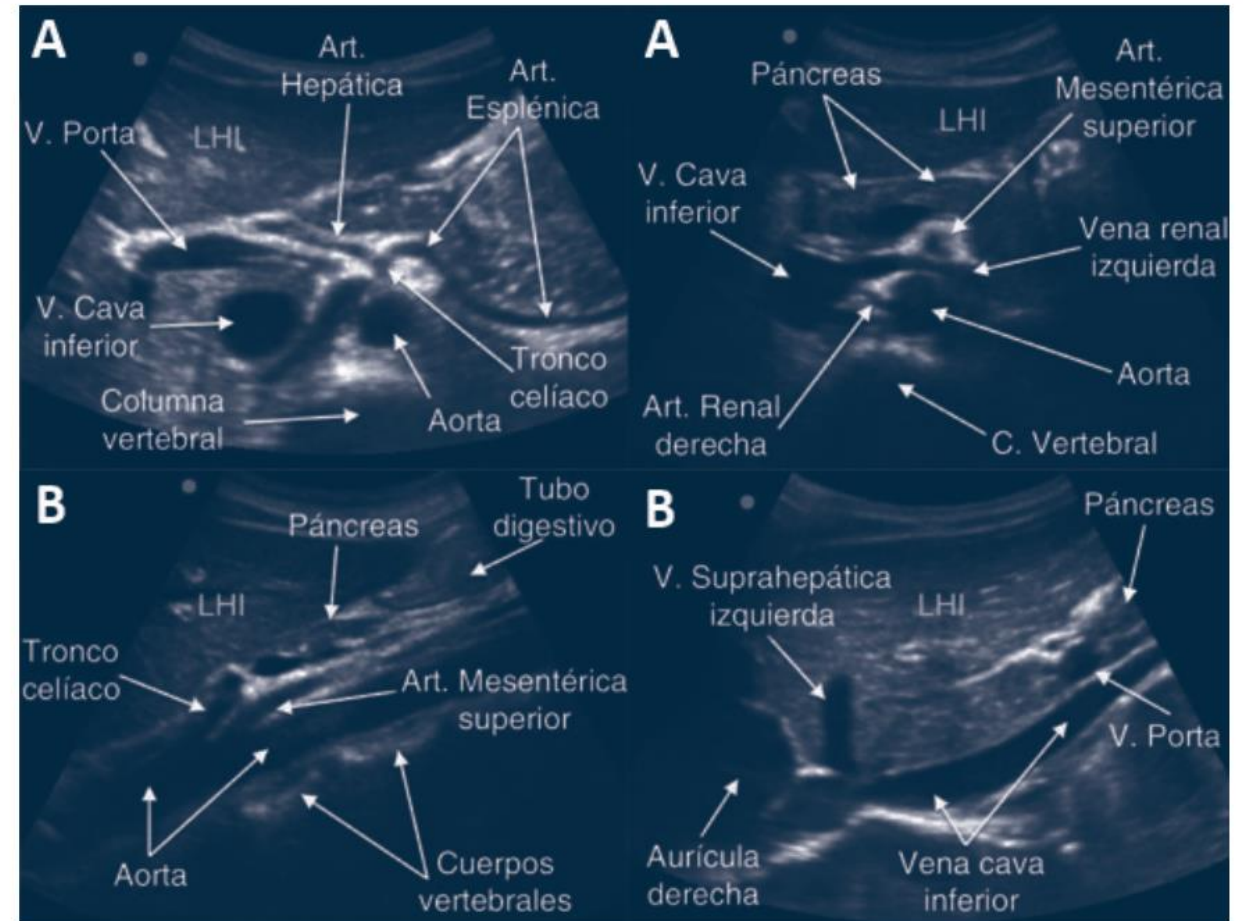 A
Art.
Hepática
Art.
Esplénica
V. Porta
LHI
V. Cava
inferior
Columna
vertebral
Aorta
Tronco
celíaco
A
Páncreas
Art.
Mesentérica
superior
LHI
V. Cava
inferior
Vena renal
izquierda
Aorta
Art. Renal
derecha
C. Vertebral
B
Páncreas
Tubo
digestivo
LHI
Tronco
celíaco
Art. Mesentérica
superior
Aorta
Cuerpos
vertebrales
B
Páncreas
V. Suprahepática
izquierda
LHI
V. Porta
Aurícula
derecha
Vena cava
inferior